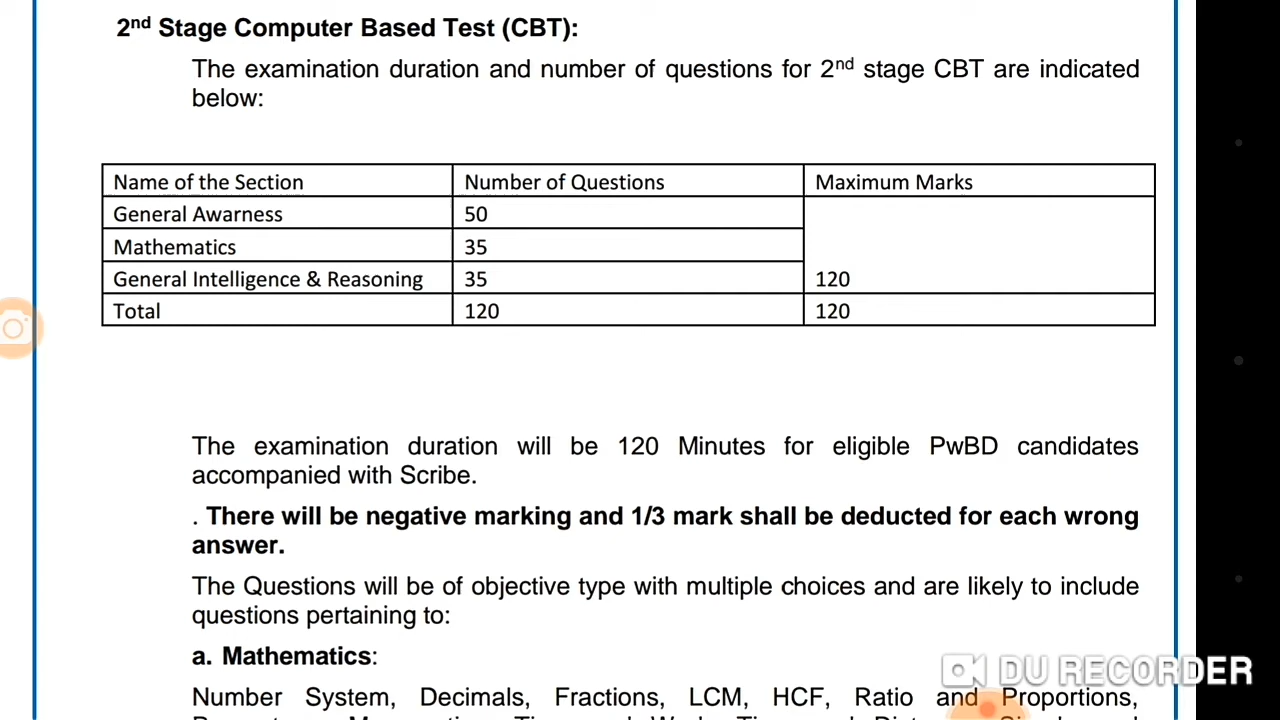 2nd Stage Computer Based Test (CBT):
The examination duration and number of questions for 2nd stage CBT are indicated
below:
Name of the Section Number of Questions Maximum Marks
General Awarness 50
Mathematics 35
General Intelligence & Reasoning 35 120
Total 120 120
The examination duration will be 120 Minutes for eligible PwBD candidates
accompanied with Scribe.
. There will be negative marking and 1/3 mark shall be deducted for each wrong
answer.
The Questions will be of objective type with multiple choices and are likely to include
questions pertaining to:
a. Mathematics:
DU RECORDER
Number System, Decimals, Fractions, LCM, HCF, Ratio and Proportions,